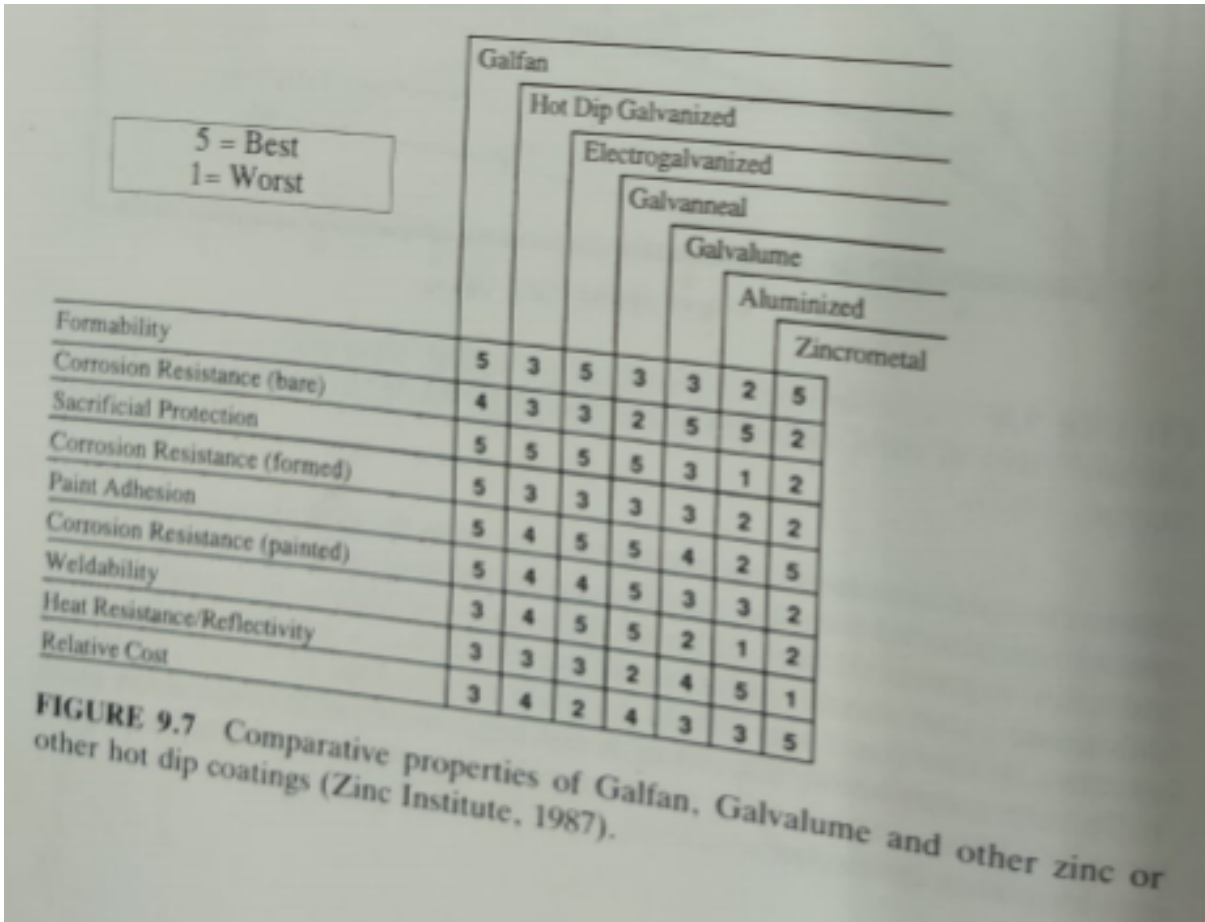 Galfan
Hot Dip Galvanized
5 = Best
Electrogalvanized
1= Worst
Galvanneal
Galvalume
Aluminized
Zincrometal
Formability 5 3 5 3 3 2 5
Corrosion Resistance (bare) 4 3 3 2 5 5 2
Sacrificial Protection 5 5 5 5 3 1 2
Corrosion Resistance (formed) 5 3 3 3 3 2 2
Paint Adhesion 5 4 5 5 4 2 5
Corrosion Resistance (painted) 5 4 4 5 3 3 2
Weldability 3 4 5 5 2 1 2
Heat Resistance/Reflectivity 3 3 3 2 4 5 1
Relative Cost 3 4 2 4 3 3 5
FIGURE 9.7 Comparative properties of Galfan, Galvalume and other zinc or
other hot dip coatings (Zinc Institute, 1987).